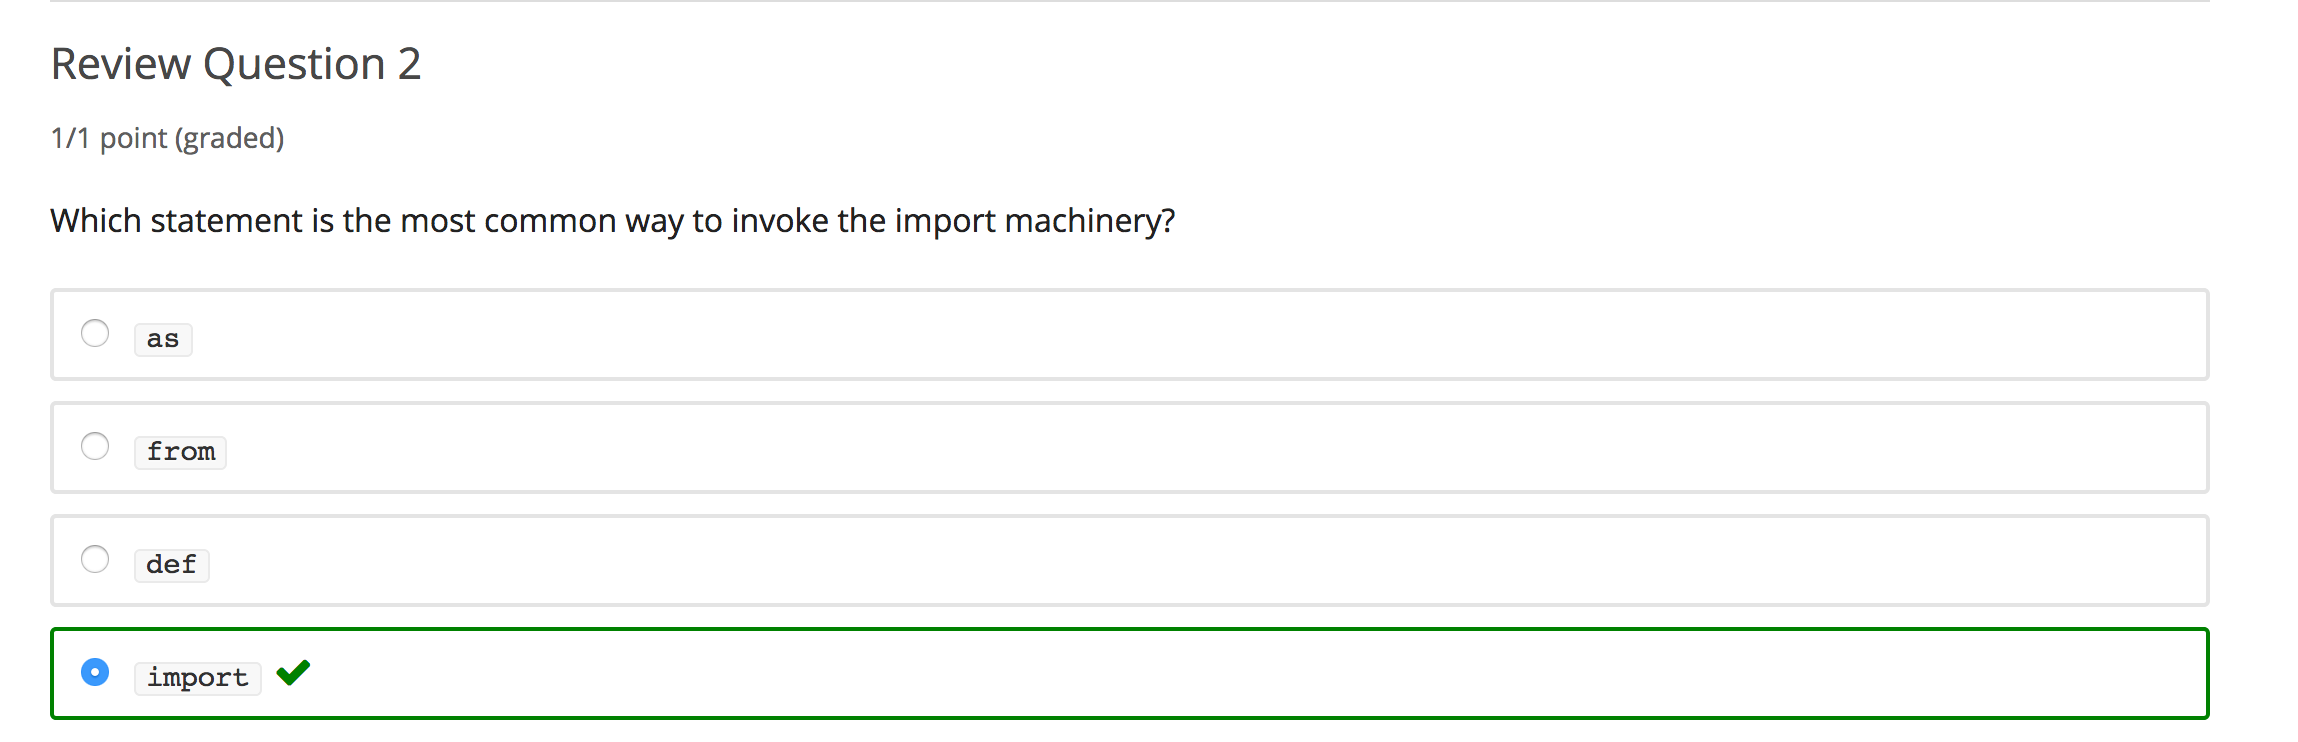 Review Question 2
1/1 point (graded)
Which statement is the most common way to invoke the import machinery?
as
from
def
import